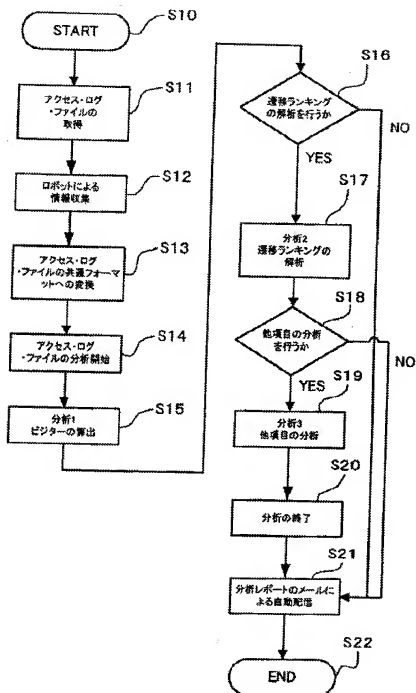 START
S10
アクセス・ログ
・ファイルの
取得
S11
ロボットによる
情報収集
S12
アクセス・ログ
・ファイルの共通フォーマ
ットへの変換
S13
アクセス・ログ
・ファイルの分析開始
S14
分析1
ビジターの算出
S15
遷移ランキング
の解析を行うか
S16
NO
YES
分析2
遷移ランキングの
解析
S17
他項目の分析
を行うか
S18
NO
YES
分析3
他項目の分析
S19
分析の終了
S20
分析レポートのメールに
よる自動配信
S21
END
S22